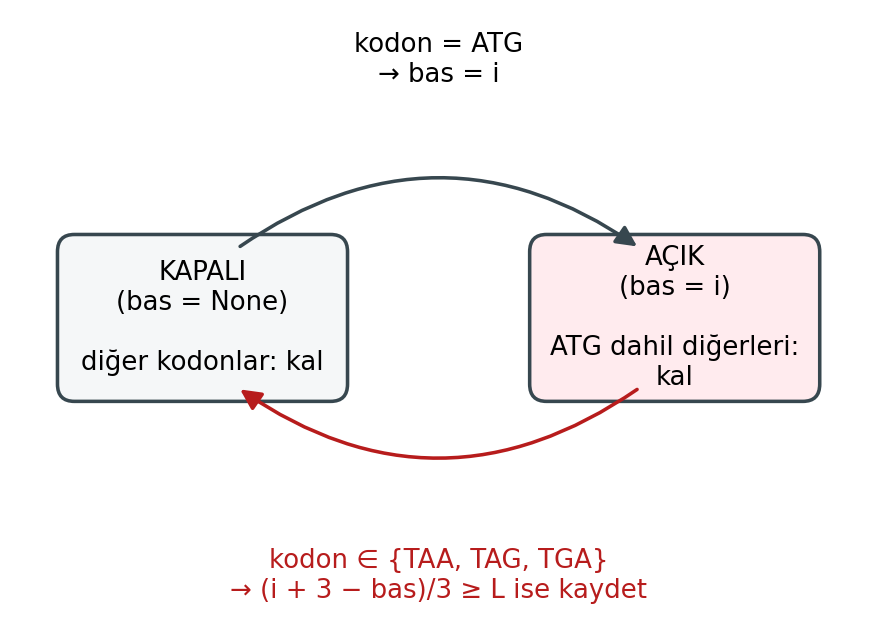 kodon = ATG
→ bas = i
KAPALI
(bas = None)
diğer kodonlar: kal
AÇIK
(bas = i)
ATG dahil diğerleri:
kal
kodon ∈ {TAA, TAG, TGA}
→ (i + 3 − bas)/3 ≥ L ise kaydet